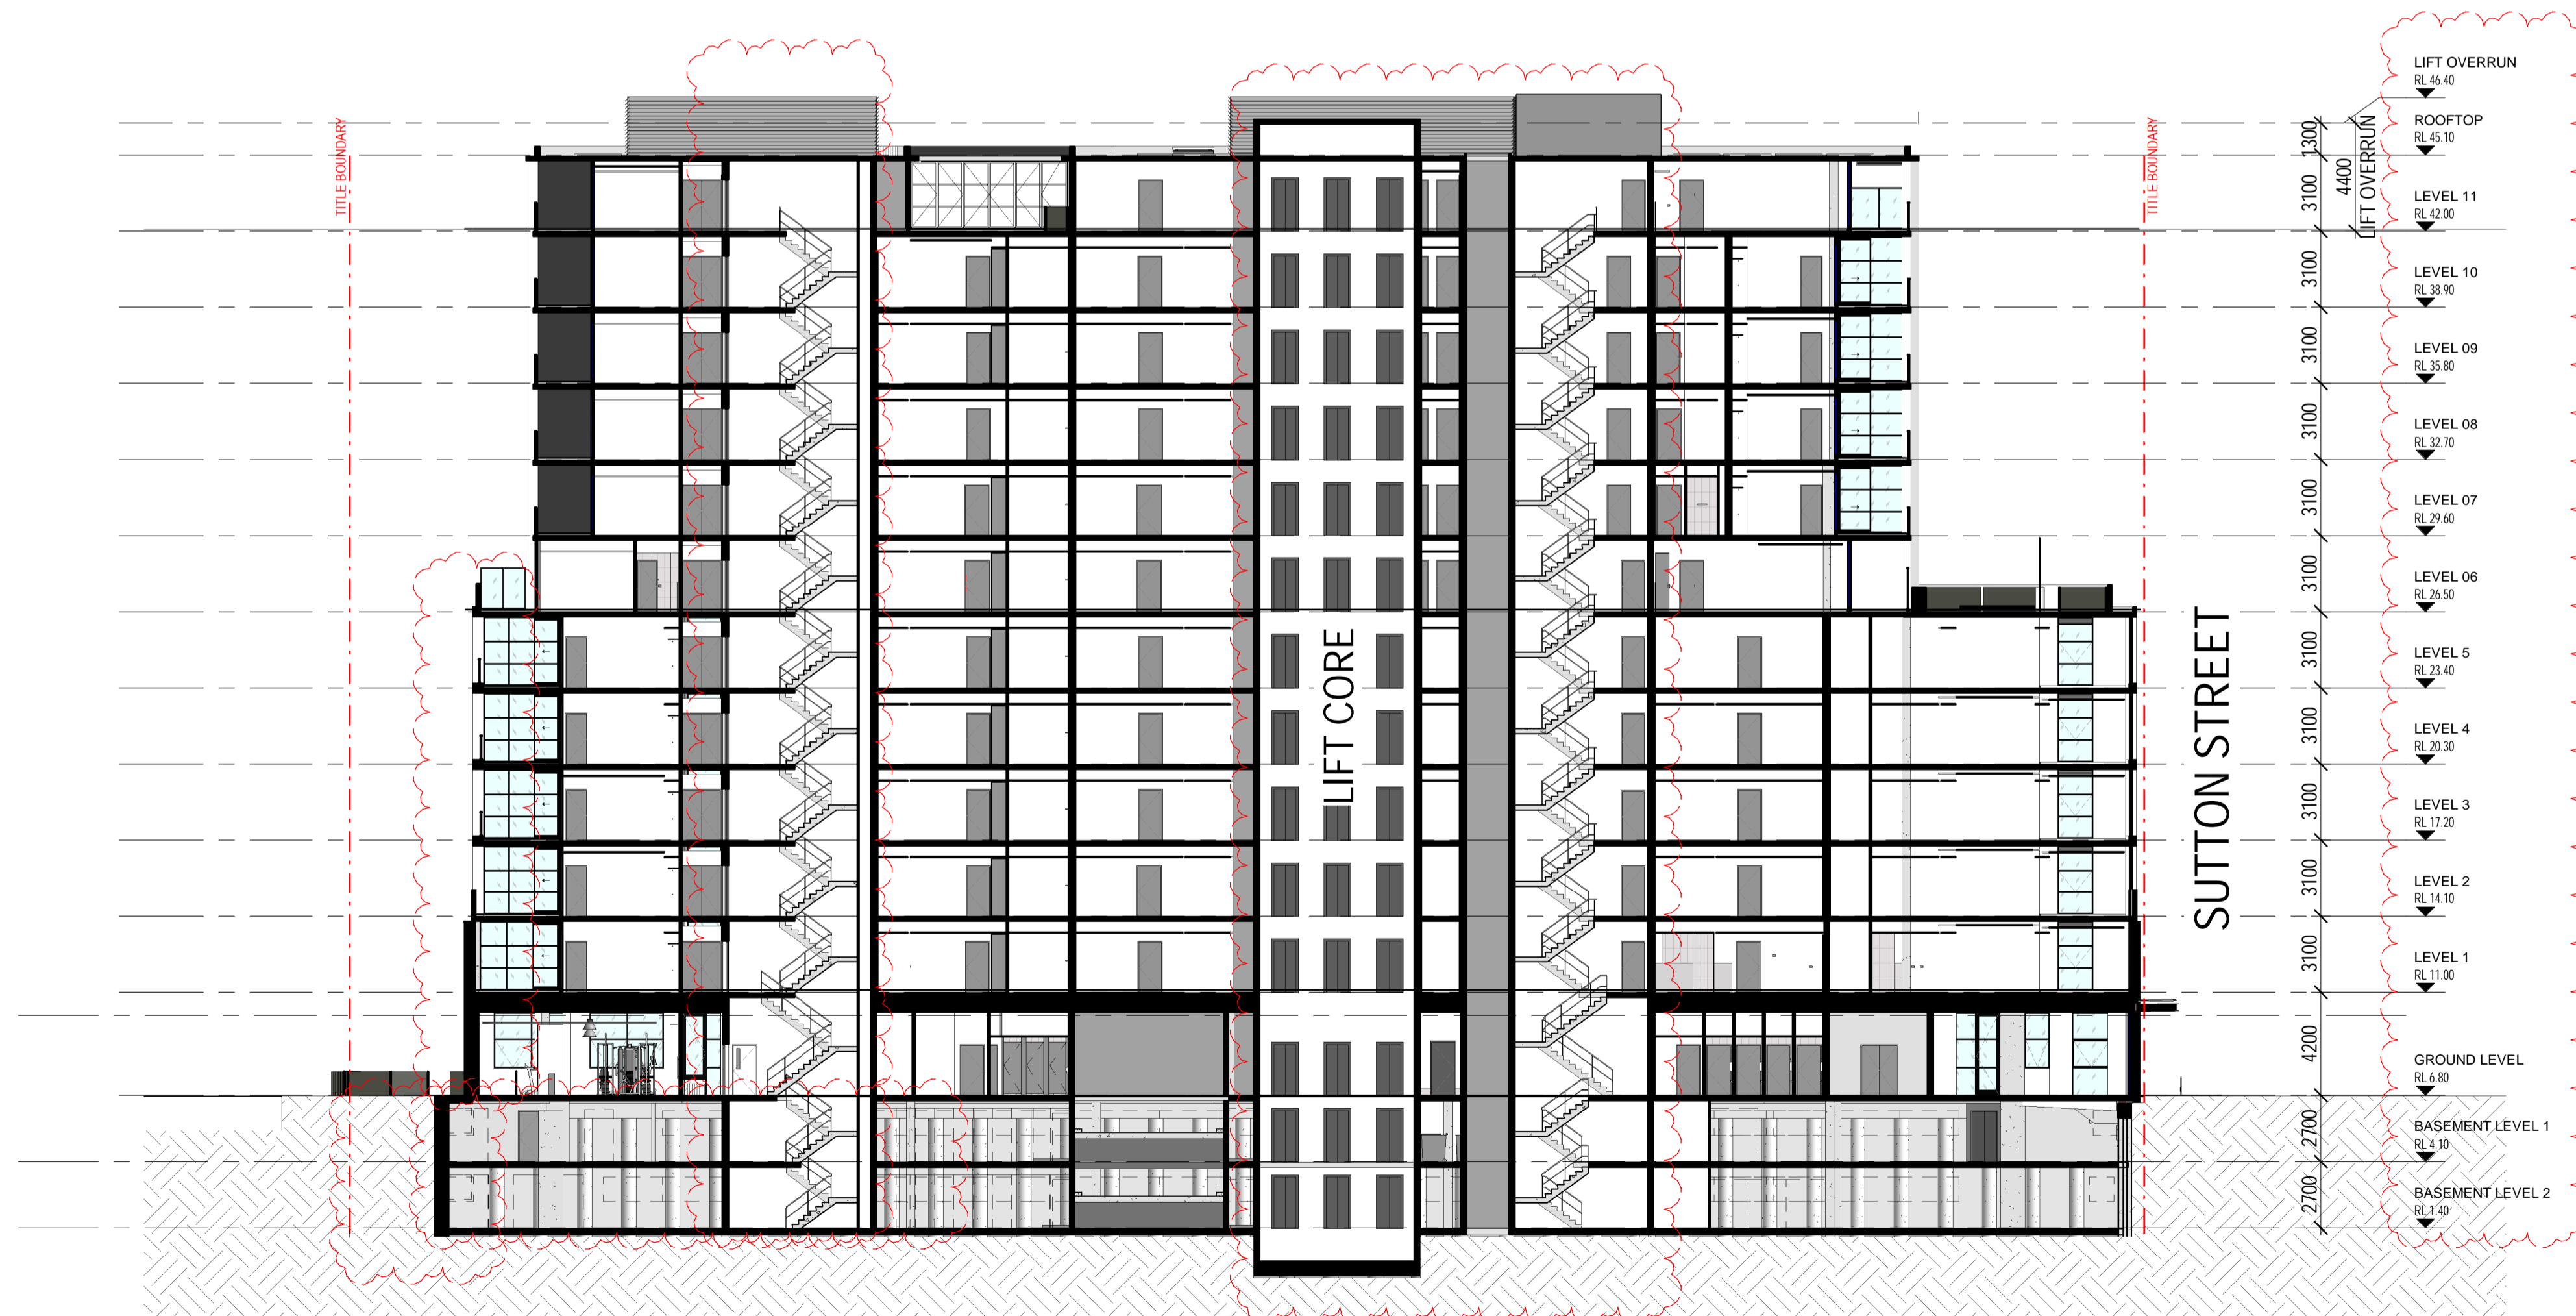 TITLE BOUNDARY
LIFT CORE
TITLE BOUNDARY
SUTTON STREET
1300
3100
3100
3100
3100
3100
3100
3100
3100
3100
3100
3100
3100
4200
2700
2700
4400
LIFT OVERRUN
LIFT OVERRUN
RL 46.40
ROOFTOP
RL 45.10
LEVEL 11
RL 42.00
LEVEL 10
RL 38.90
LEVEL 09
RL 35.80
LEVEL 08
RL 32.70
LEVEL 07
RL 29.60
LEVEL 06
RL 26.50
LEVEL 5
RL 23.40
LEVEL 4
RL 20.30
LEVEL 3
RL 17.20
LEVEL 2
RL 14.10
LEVEL 1
RL 11.00
GROUND LEVEL
RL 6.80
BASEMENT LEVEL 1
RL 4.10
BASEMENT LEVEL 2
RL 1.40